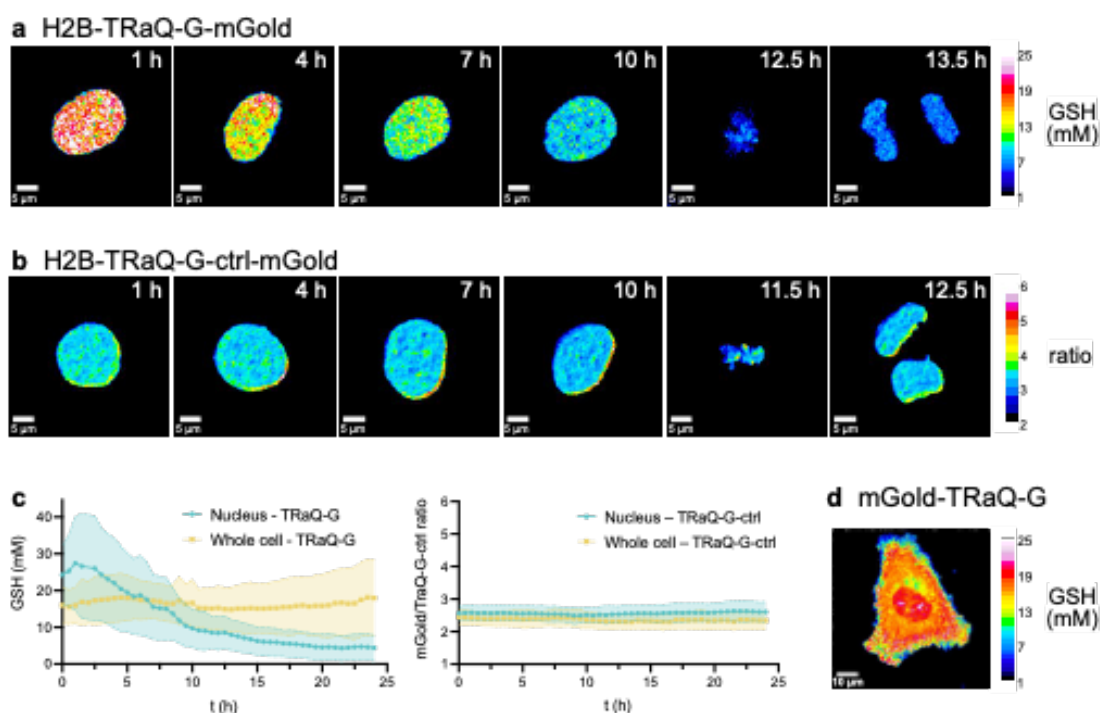 a H2B-TRaQ-G-mGold
1 h
4 h
7 h
10 h
12.5 h
13.5 h
5 µm
5 µm
5 µm
5 µm
5 µm
5 µm
25
19
13
7
1
GSH
(mM)
b H2B-TRaQ-G-ctrl-mGold
1 h
4 h
7 h
10 h
11.5 h
12.5 h
5 µm
5 µm
5 µm
5 µm
5 µm
5 µm
6
5
4
3
2
ratio
c
GSH (mM)
40
30
20
10
0
0 5 10 15 20 25
t (h)
Nucleus - TRaQ-G
Whole cell - TRaQ-G
mGold/TraQ-G-ctrl ratio
6
5
4
3
2
1
0 5 10 15 20 25
t (h)
Nucleus – TRaQ-G-ctrl
Whole cell – TRaQ-G-ctrl
d mGold-TRaQ-G
10 µm
25
19
13
7
1
GSH
(mM)